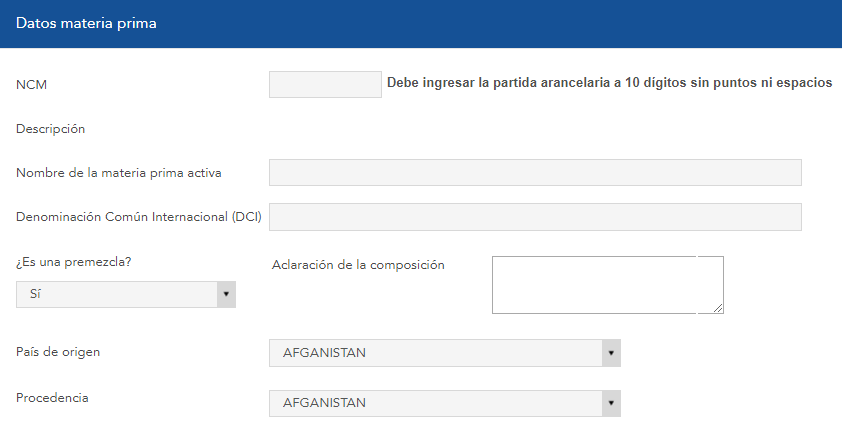 Datos materia prima
NCM
Debe ingresar la partida arancelaria a 10 dígitos sin puntos ni espacios
Descripción
Nombre de la materia prima activa
Denominación Común Internacional (DCI)
¿Es una premezcla?
Aclaración de la composición
Sí
País de origen
AFGANISTAN
Procedencia
AFGANISTAN